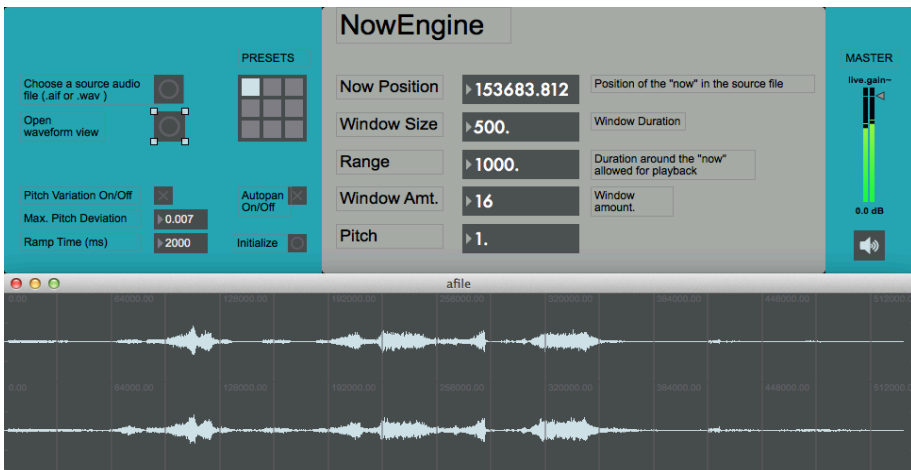 NowEngine
PRESETS
MASTER
Choose a source audio
file (.aif or .wav )
Open
waveform view
Pitch Variation On/Off
Max. Pitch Deviation
0.007
Ramp Time (ms)
2000
Autopan
On/Off
Initialize
Now Position
153683.812
Position of the "now" in the source file
Window Size
500.
Window Duration
Range
1000.
Duration around the "now"
allowed for playback
Window Amt.
16
Window
amount.
Pitch
1.
live.gain~
0.0 dB
afile
0.00 64000.00 128000.00 192000.00 256000.00 320000.00 384000.00 448000.00 512000.0
0.00 64000.00 128000.00 192000.00 256000.00 320000.00 384000.00 448000.00 512000.0